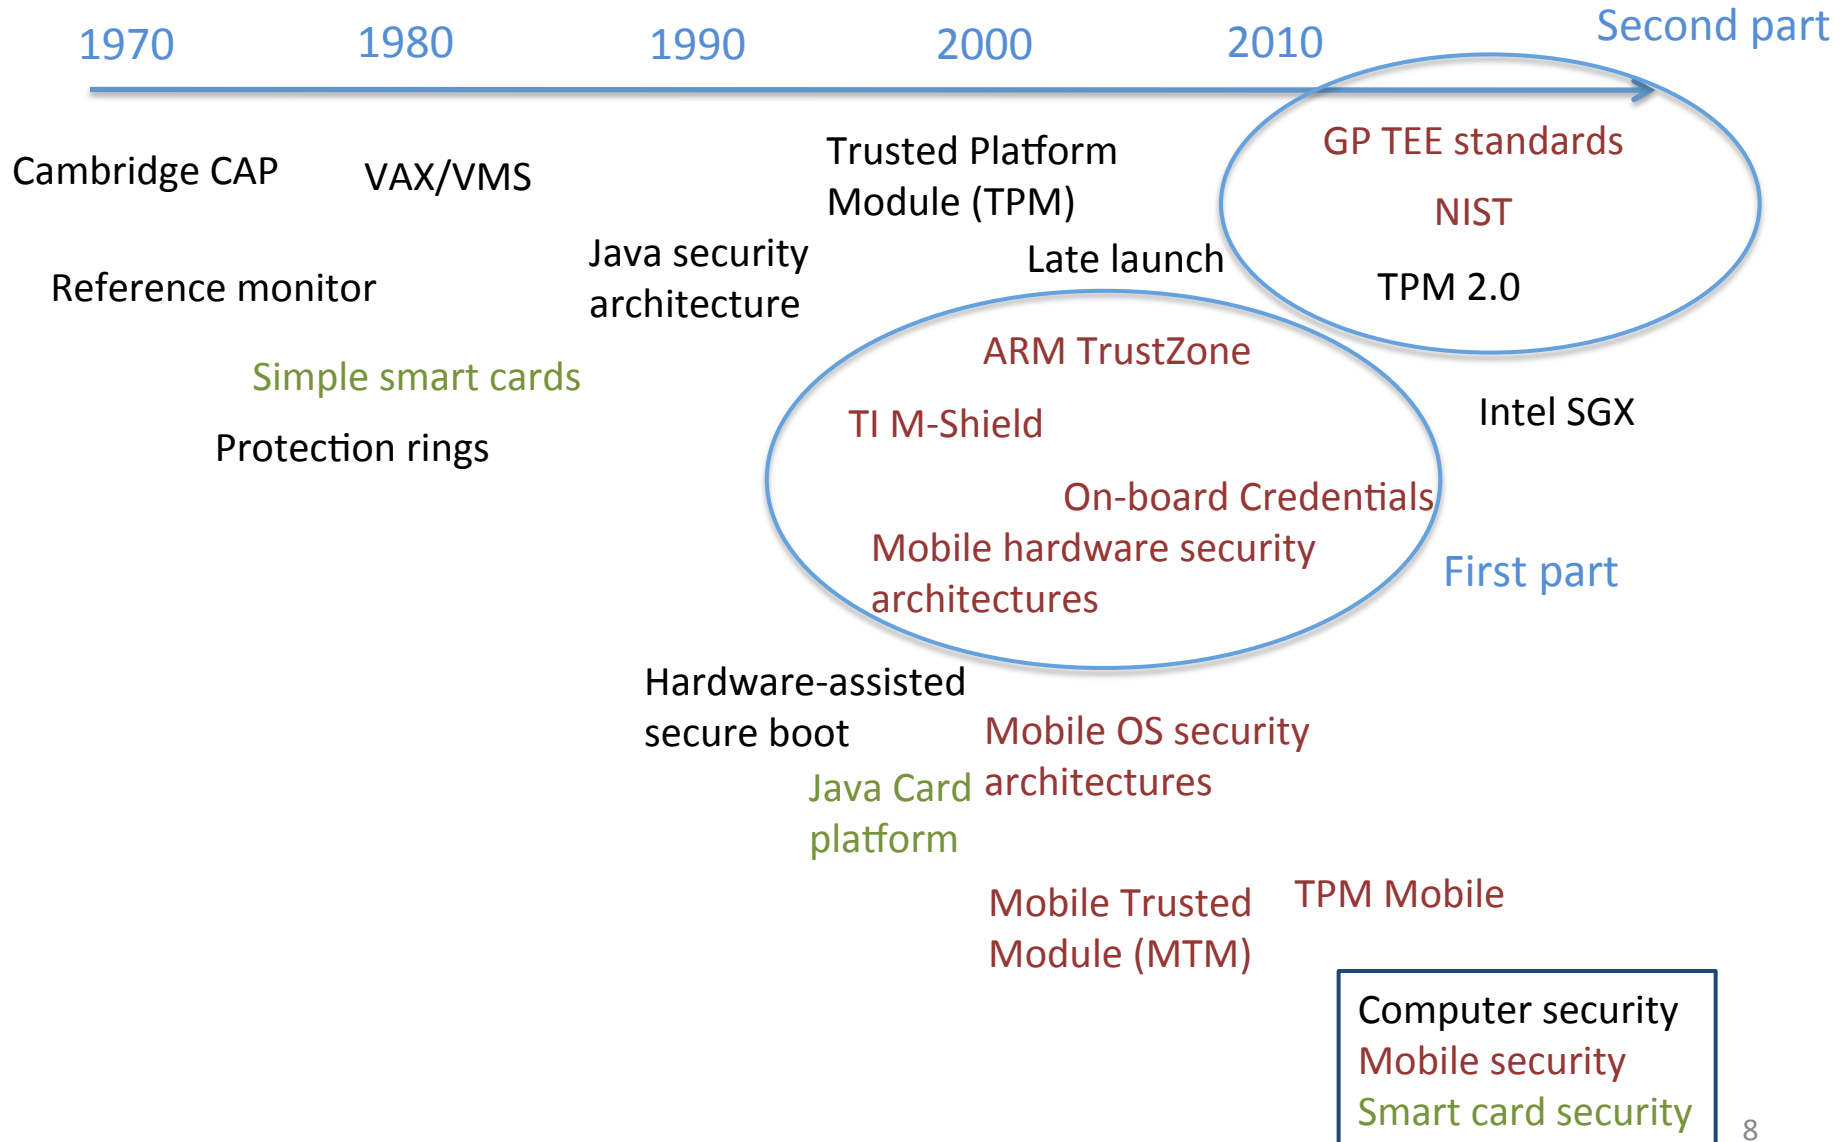 Second part
1970 1980 1990 2000 2010
Cambridge CAP
VAX/VMS
Trusted Platform
Module (TPM)
GP TEE standards
NIST
Java security
architecture
Late launch
Reference monitor
TPM 2.0
ARM TrustZone
Simple smart cards
TI M-Shield
Intel SGX
Protection rings
On-board Credentials
Mobile hardware security
architectures
First part
Hardware-assisted
secure boot
Mobile OS security
architectures
Java Card
platform
Mobile Trusted
Module (MTM)
TPM Mobile
Computer security
Mobile security
Smart card security
8